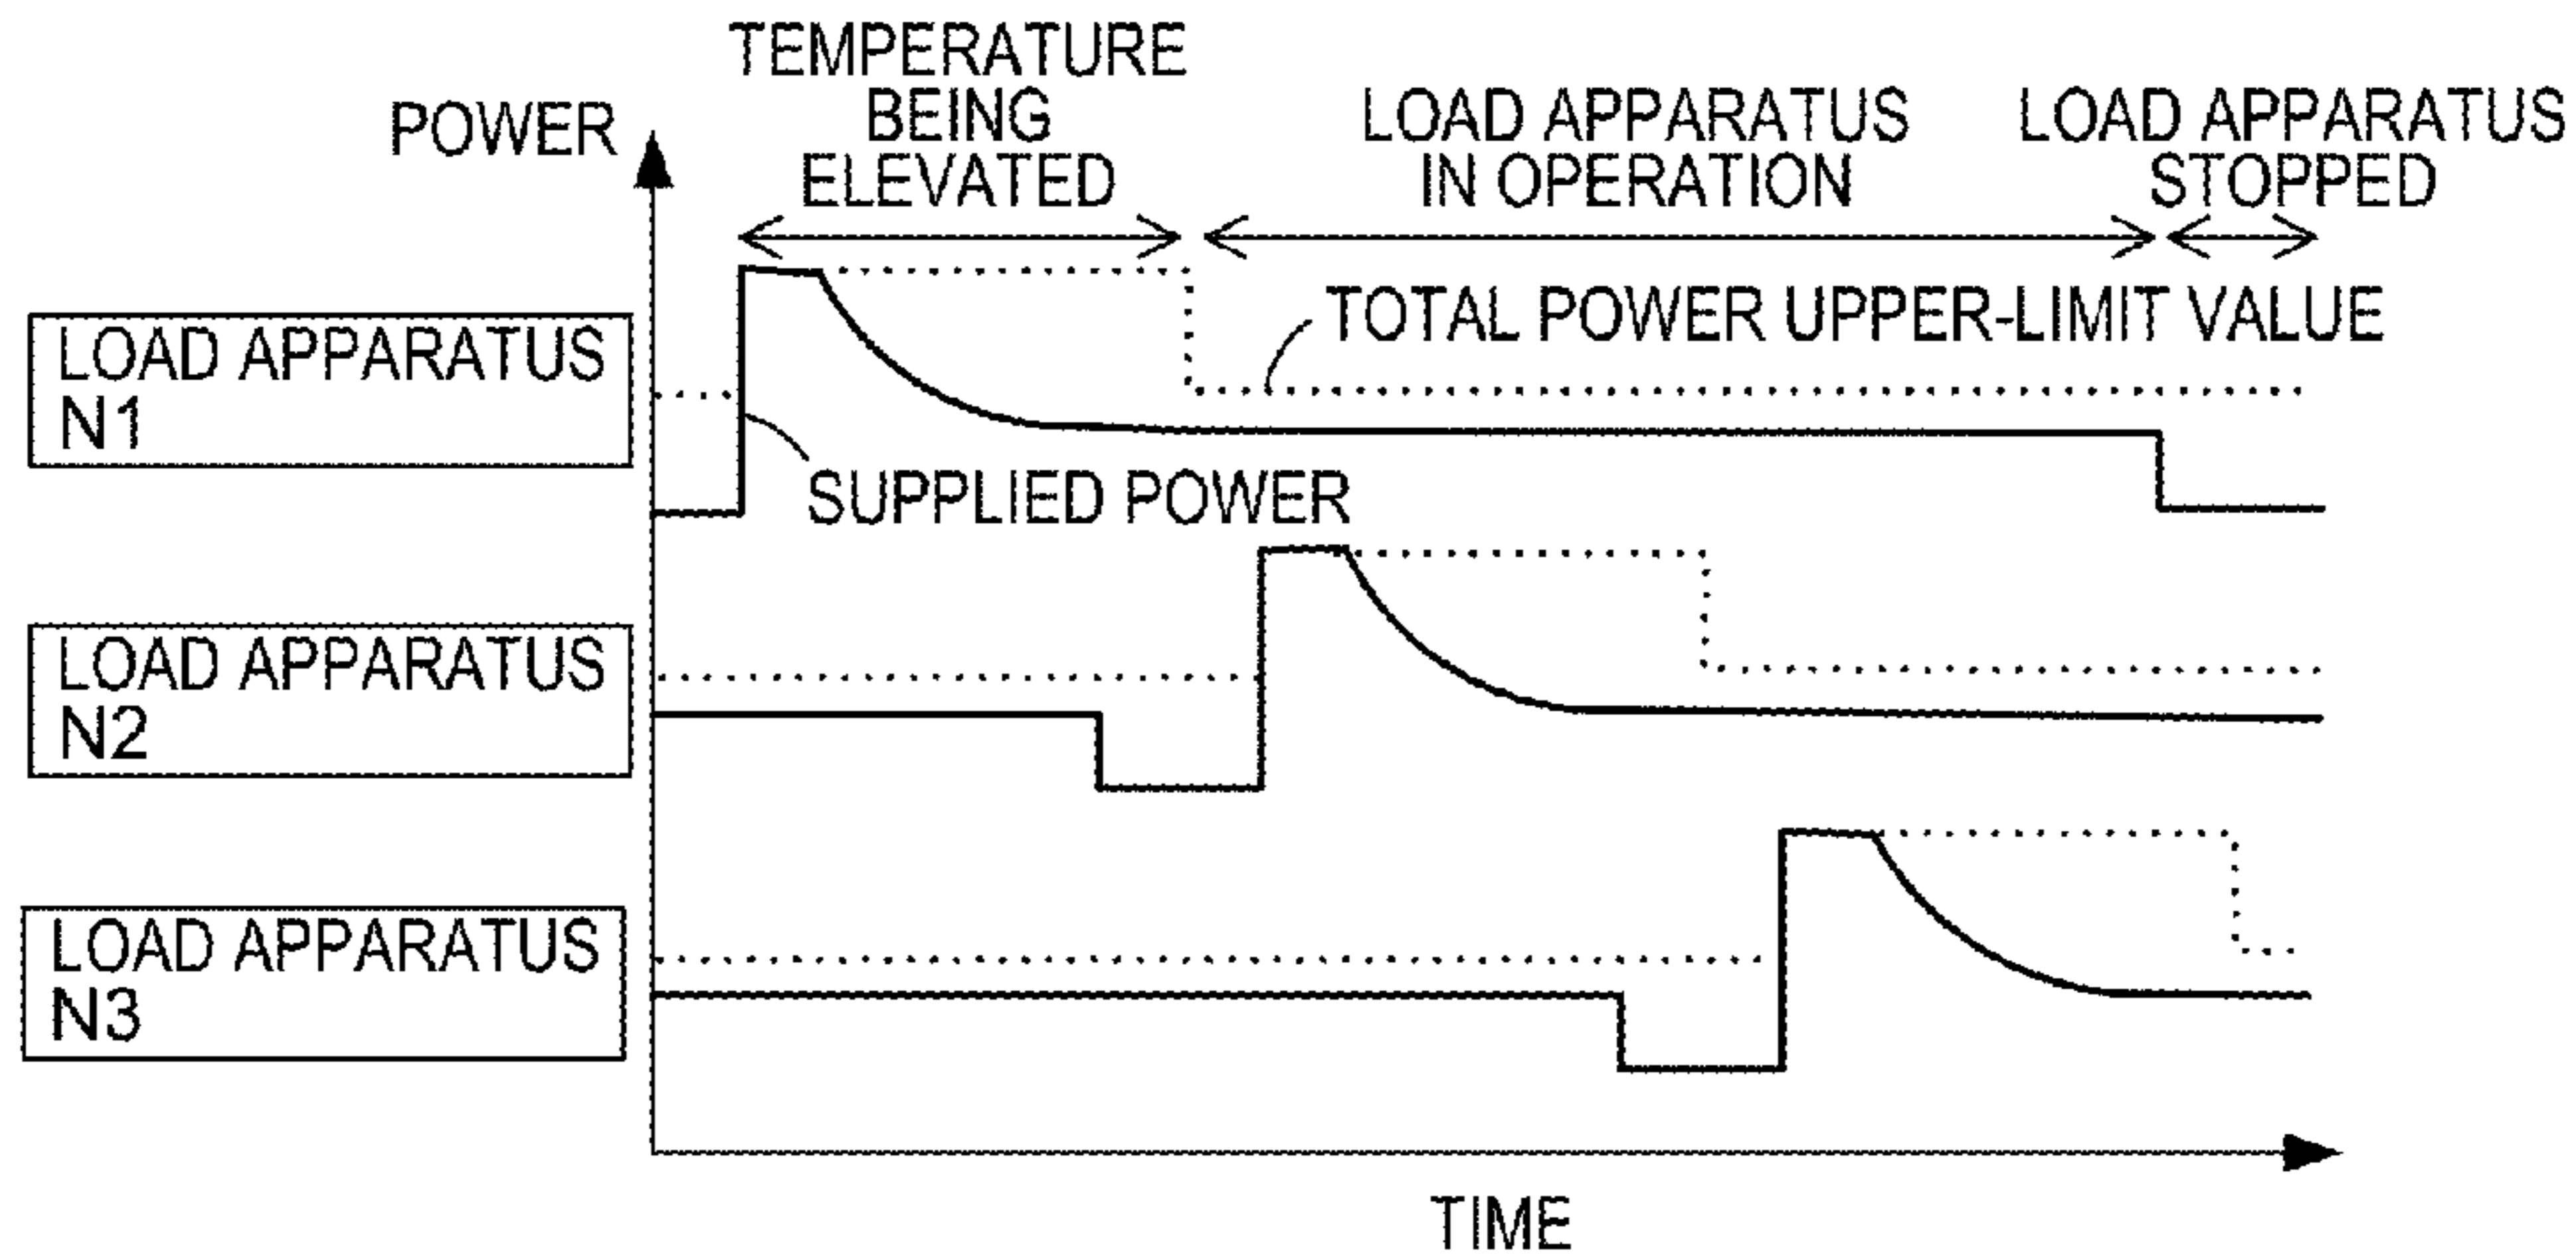 TEMPERATURE
BEING
ELEVATED
POWER
LOAD APPARATUS
IN OPERATION
LOAD APPARATUS
STOPPED
TOTAL POWER UPPER-LIMIT VALUE
LOAD APPARATUS
N1
SUPPLIED POWER
LOAD APPARATUS
N2
LOAD APPARATUS
N3
TIME